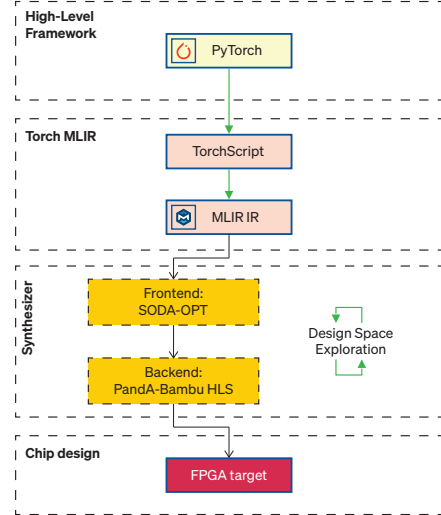 High-Level
Framework
PyTorch
Torch MLIR
TorchScript
MLIR IR
Synthesizer
Frontend:
SODA-OPT
Design Space
Exploration
Backend:
PandA-Bambu HLS
Chip design
FPGA target